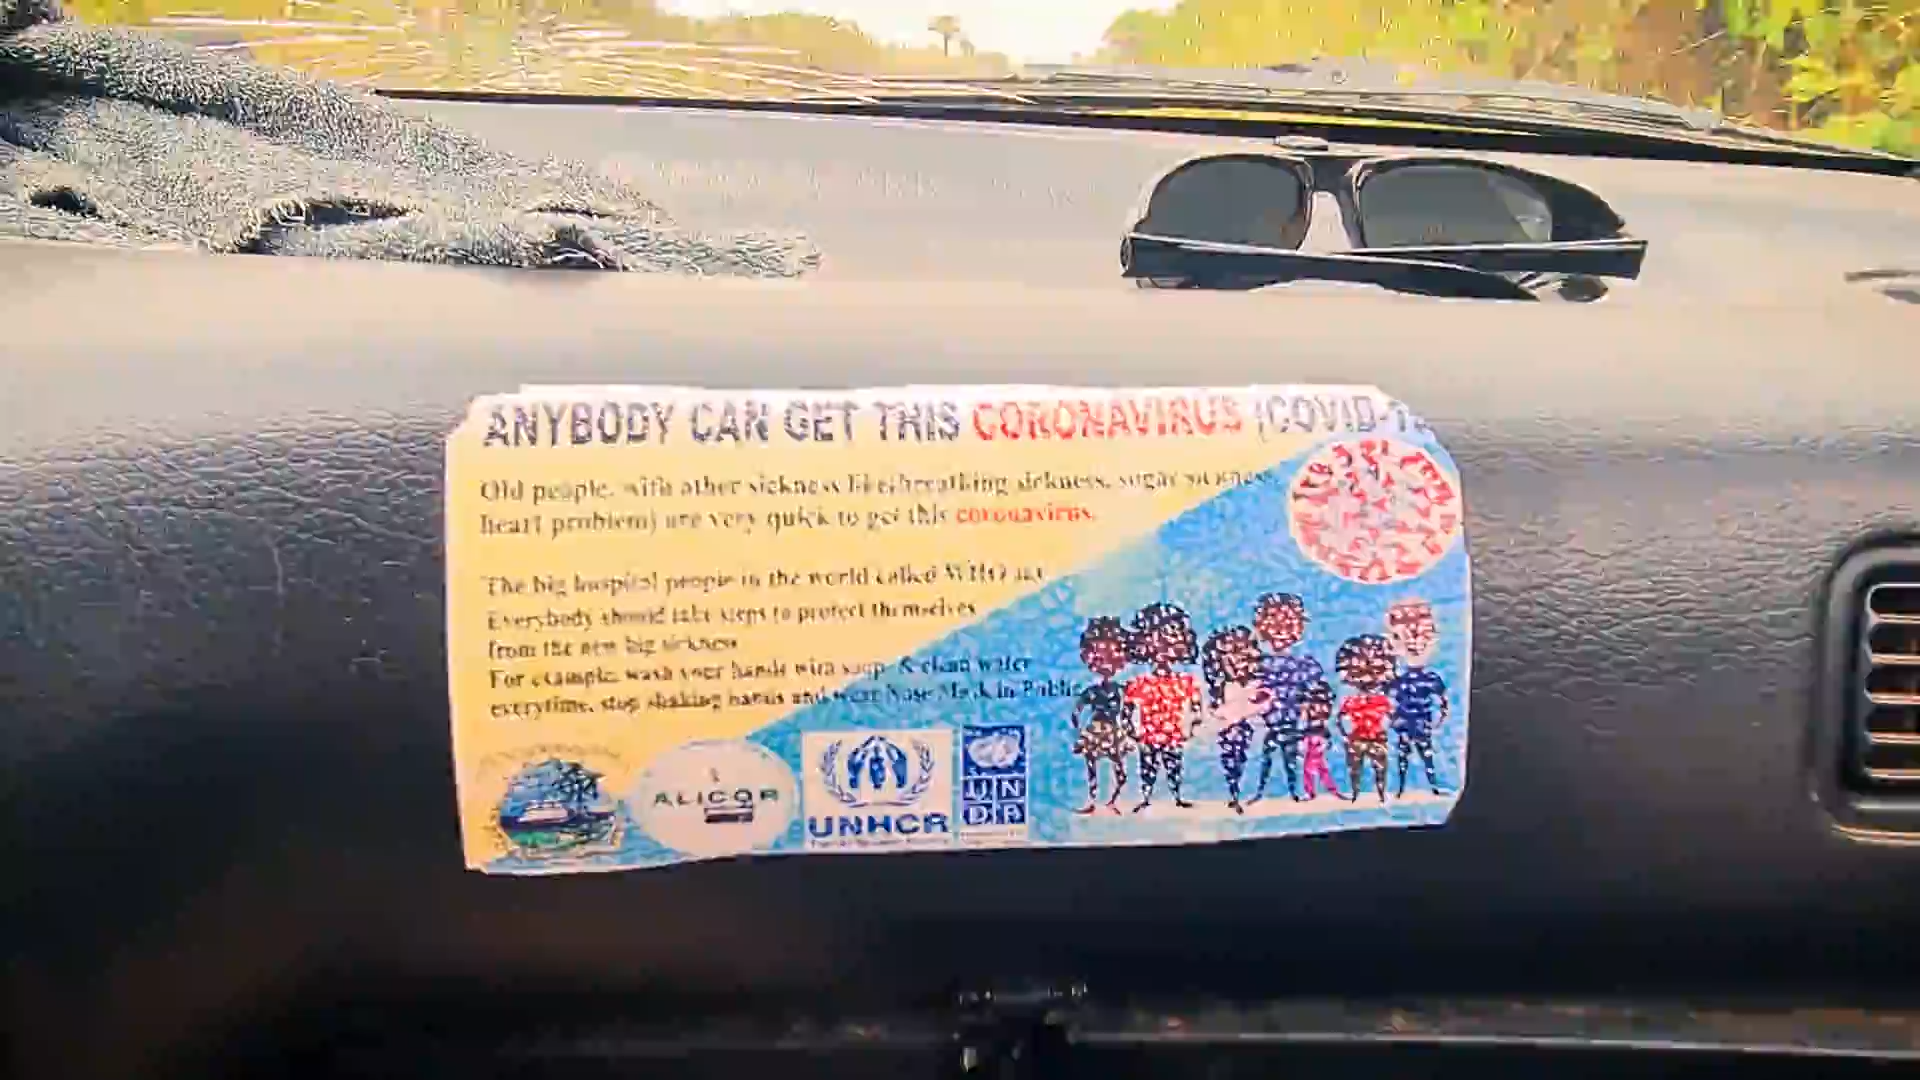 ANYBODY CAN GET THIS CORONAVIRUS (COVID-1
Old people, with other sickness like breathing sickness, sugar sickness,
heart problem) are very quick to get this coronavirus.
The big hospital people in the world called WHO say
Everybody should take steps to protect themselves
from the new big sickness
For example: wash your hands with soap & clean water
everytime, stop shaking hands and wear Nose Mask in Public
ALICOR
UNHCR
UN
DP